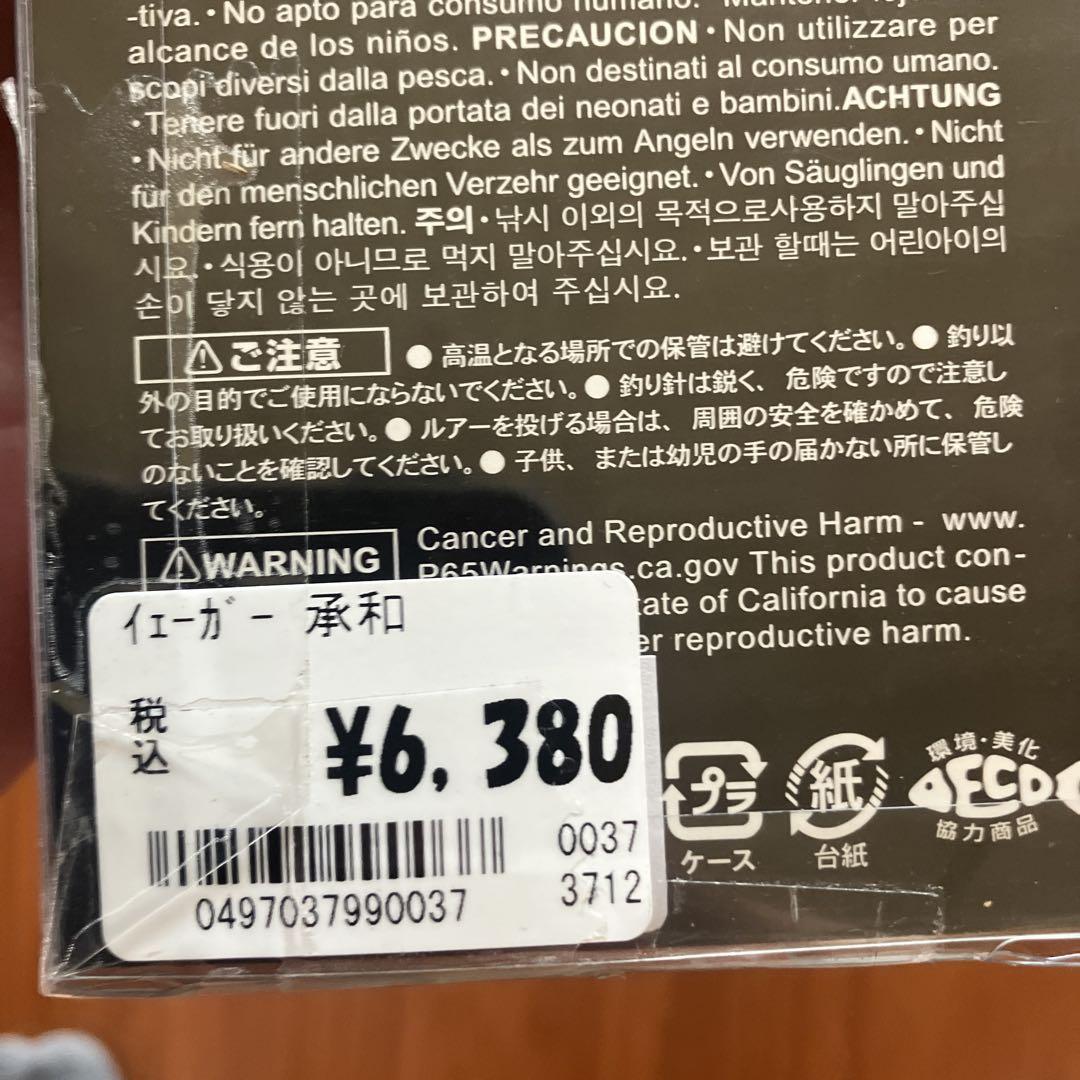 -tiva. • No apto para consumo humano. • Mantener
alcance de los niños. PRECAUCION • Non utilizzare per
scopi diversi dalla pesca. • Non destinati al consumo umano.
• Tenere fuori dalla portata dei neonati e bambini. ACHTUNG
• Nicht für andere Zwecke als zum Angeln verwenden. • Nicht
für den menschlichen Verzehr geeignet. • Von Säuglingen und
Kindern fern halten. 주의 • 낚시 이외의 목적으로사용하지 말아주십
시요. • 식용이 아니므로 먹지 말아주십시요. • 보관 할때는 어린아이의
손이 닿지 않는 곳에 보관하여 주십시요.
⚠ご注意 ● 高温となる場所での保管は避けてください。● 釣り以
外の目的でご使用にならないでください。● 釣り針は鋭く、危険ですので注意し
てお取り扱いください。● ルアーを投げる場合は、周囲の安全を確かめて、危険
のないことを確認してください。● 子供、または幼児の手の届かない所に保管し
てください。
⚠WARNING Cancer and Reproductive Harm - www.
P65Warnings.ca.gov This product con-
tate of California to cause
er reproductive harm.
ｲｪｰｶﾞｰ 承和
税込
¥6,380
0037
3712
0497037990037
プラ
ケース
紙
台紙
環境・美化
ECO
協力商品